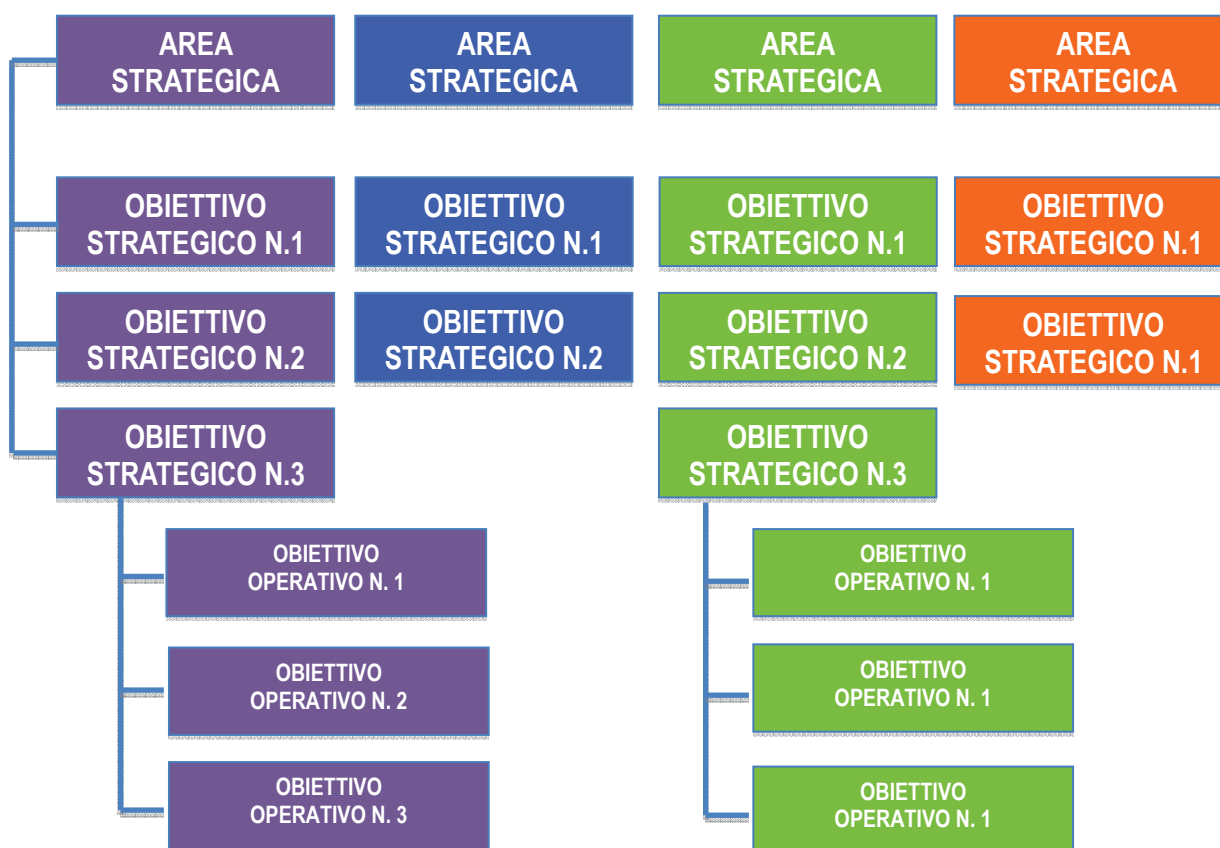 AREA
STRATEGICA
AREA
STRATEGICA
AREA
STRATEGICA
AREA
STRATEGICA
OBIETTIVO
STRATEGICO N.1
OBIETTIVO
STRATEGICO N.1
OBIETTIVO
STRATEGICO N.1
OBIETTIVO
STRATEGICO N.1
OBIETTIVO
STRATEGICO N.2
OBIETTIVO
STRATEGICO N.2
OBIETTIVO
STRATEGICO N.2
OBIETTIVO
STRATEGICO N.1
OBIETTIVO
STRATEGICO N.3
OBIETTIVO
STRATEGICO N.3
OBIETTIVO
OPERATIVO N. 1
OBIETTIVO
OPERATIVO N. 1
OBIETTIVO
OPERATIVO N. 2
OBIETTIVO
OPERATIVO N. 1
OBIETTIVO
OPERATIVO N. 3
OBIETTIVO
OPERATIVO N. 1